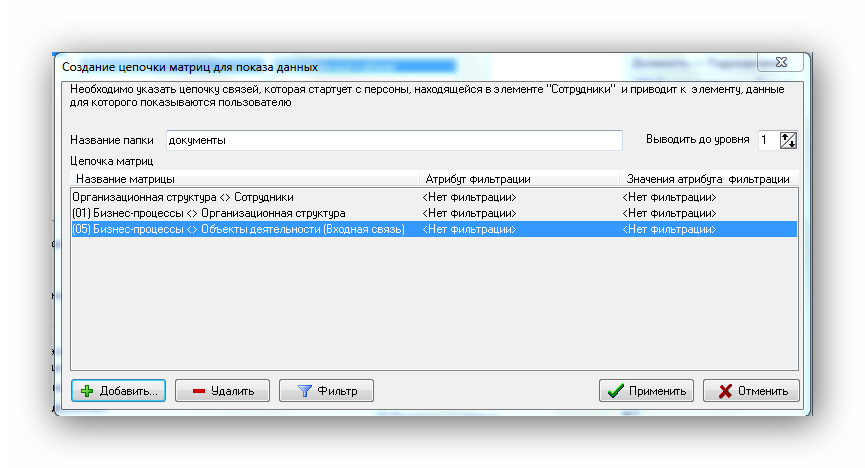 Создание цепочки матриц для показа данных
Необходимо указать цепочку связей, которая стартует с персоны, находящейся в элементе "Сотрудники" и приводит к элементу, данные
для которого показываются пользователю
Название папки документы Выводить до уровня 1
Цепочка матриц
Название матрицы Атрибут фильтрации Значения атрибута фильтрации
Организационная структура <> Сотрудники <Нет фильтрации> <Нет фильтрации>
(01) Бизнес-процессы <> Организационная структура <Нет фильтрации> <Нет фильтрации>
(05) Бизнес-процессы <> Объекты деятельности (Входная связь) <Нет фильтрации> <Нет фильтрации>
Добавить... Удалить Фильтр Применить Отменить